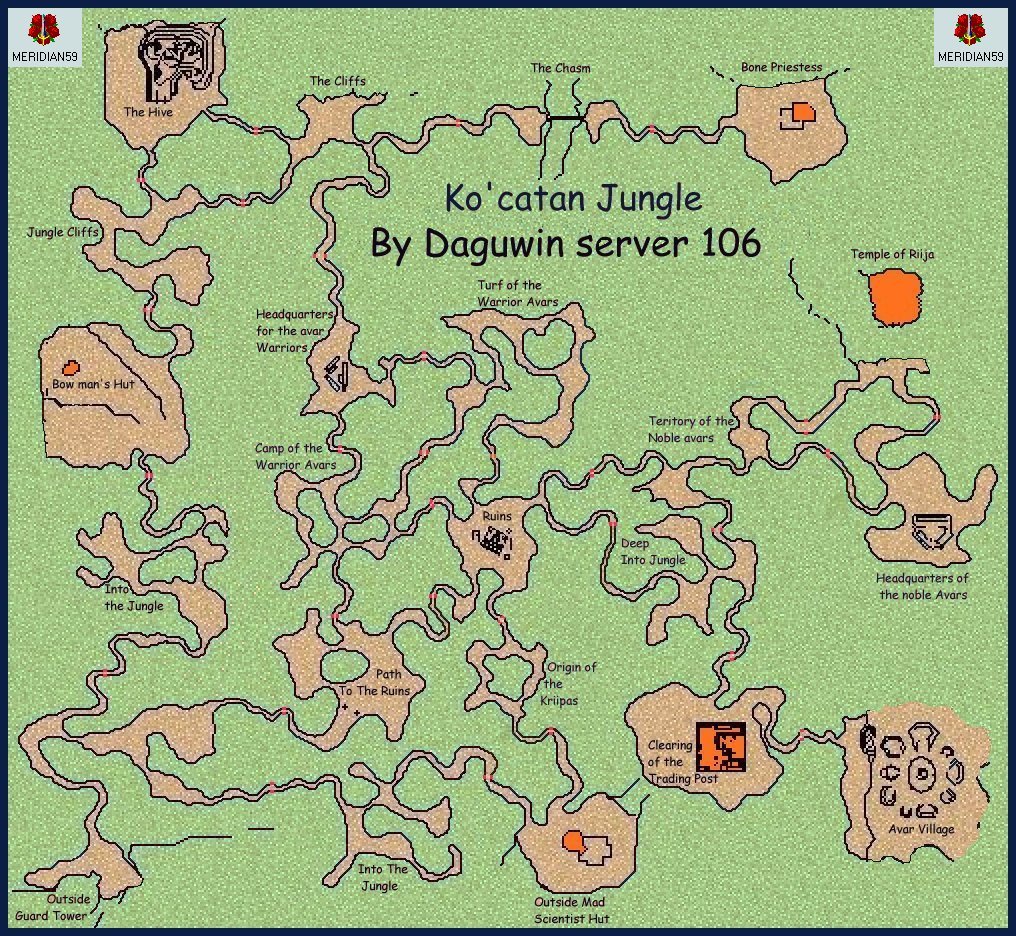 MERIDIAN59
MERIDIAN59
The Hive
The Cliffs
The Chasm
Bone Priestess
Ko'catan Jungle
By Daguwin server 106
Jungle Cliffs
Temple of Riija
Turf of the
Warrior Avars
Headquarters
for the avar
Warriors
Bow man's Hut
Teritory of the
Noble avars
Camp of the
Warrior Avars
Ruins
Deep
Into Jungle
Headquarters of
the noble Avars
Into
the Jungle
Path
To The Ruins
Origin of
the
Kriipas
Clearing
of the
Trading Post
Avar Village
Into The
Jungle
Outside
Guard Tower
Outside Mad
Scientist Hut